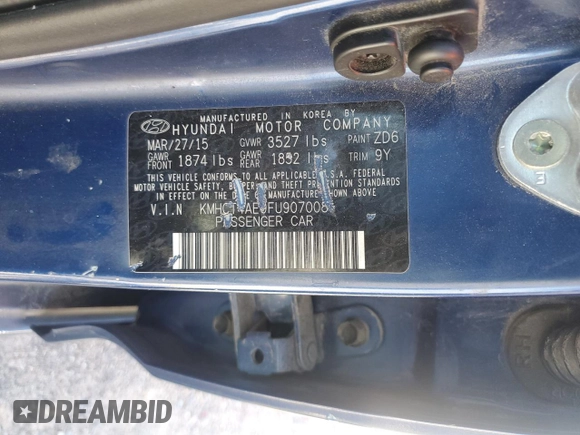 MANUFACTURED IN KOREA BY
HYUNDAI MOTOR COMPANY
MAR/27/15 GVWR 3527 lbs PAINT ZD6
GAWR FRONT 1874 lbs GAWR REAR 1852 lbs TRIM 9Y
THIS VEHICLE CONFORMS TO ALL APPLICABLE U.S.A. FEDERAL
MOTOR VEHICLE SAFETY BUMPER AND THEFT PREVENTION STANDARDS
IN EFFECT ON THE DATE OF MANUFACTURE SHOWN ABOVE.
V.I.N
PASSENGER CAR
3
DREAMBID